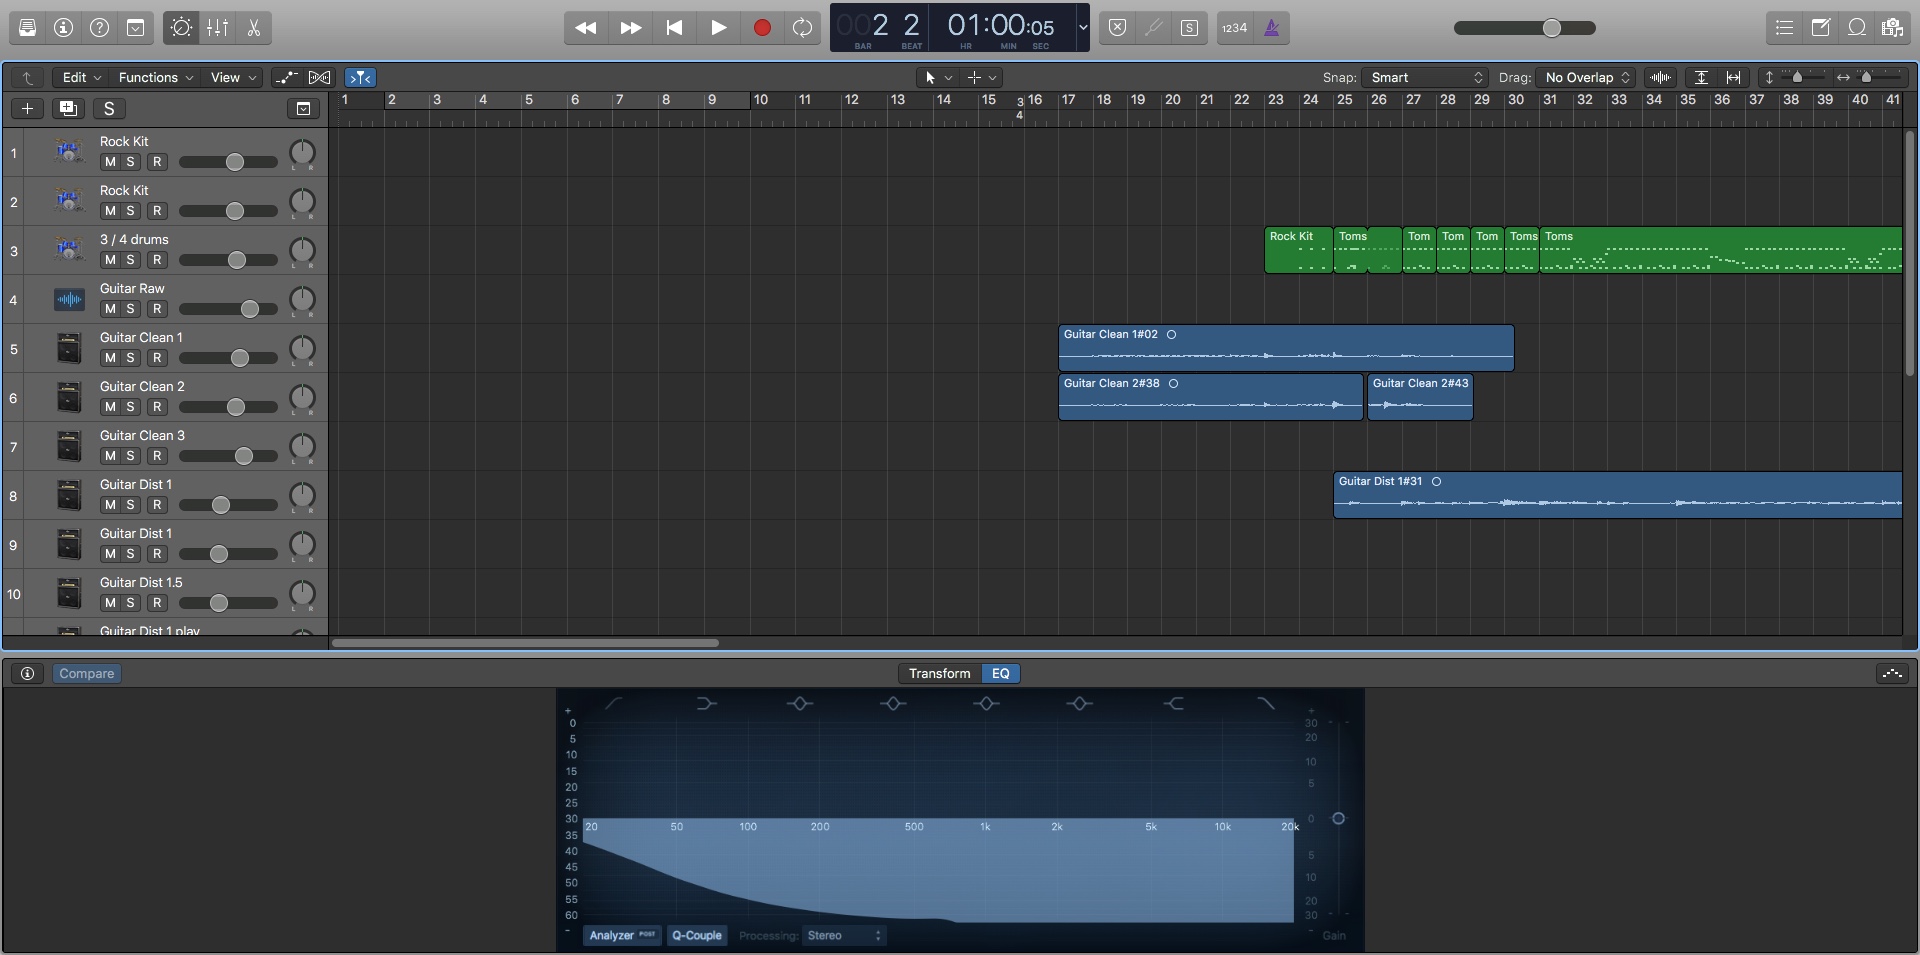 002 2 01:00:05 1234
BAR BEAT HR MIN SEC
Edit Functions View Snap: Smart Drag: No Overlap
S
1 2 3 4 5 6 7 8 9 10 11 12 13 14 15 3/4 16 17 18 19 20 21 22 23 24 25 26 27 28 29 30 31 32 33 34 35 36 37 38 39 40 41
1 Rock Kit
M S R L R
2 Rock Kit
M S R L R
3 3 / 4 drums
M S R L R
Rock Kit Toms Tom Tom Tom Toms Toms
4 Guitar Raw
M S R L R
5 Guitar Clean 1
M S R L R
Guitar Clean 1#02
6 Guitar Clean 2
M S R L R
Guitar Clean 2#38 Guitar Clean 2#43
7 Guitar Clean 3
M S R L R
8 Guitar Dist 1
M S R L R
Guitar Dist 1#31
9 Guitar Dist 1
M S R L R
10 Guitar Dist 1.5
M S R L R
Guitar Dist 1 play
Compare Transform EQ
+ +
0 30
5 20
10 10
15
20 5
25
30 0
20 50 100 200 500 1k 2k 5k 10k 20k
35
40 5
45
50 10
55 20
60 30
- -
Analyzer POST Q-Couple Processing: Stereo Gain